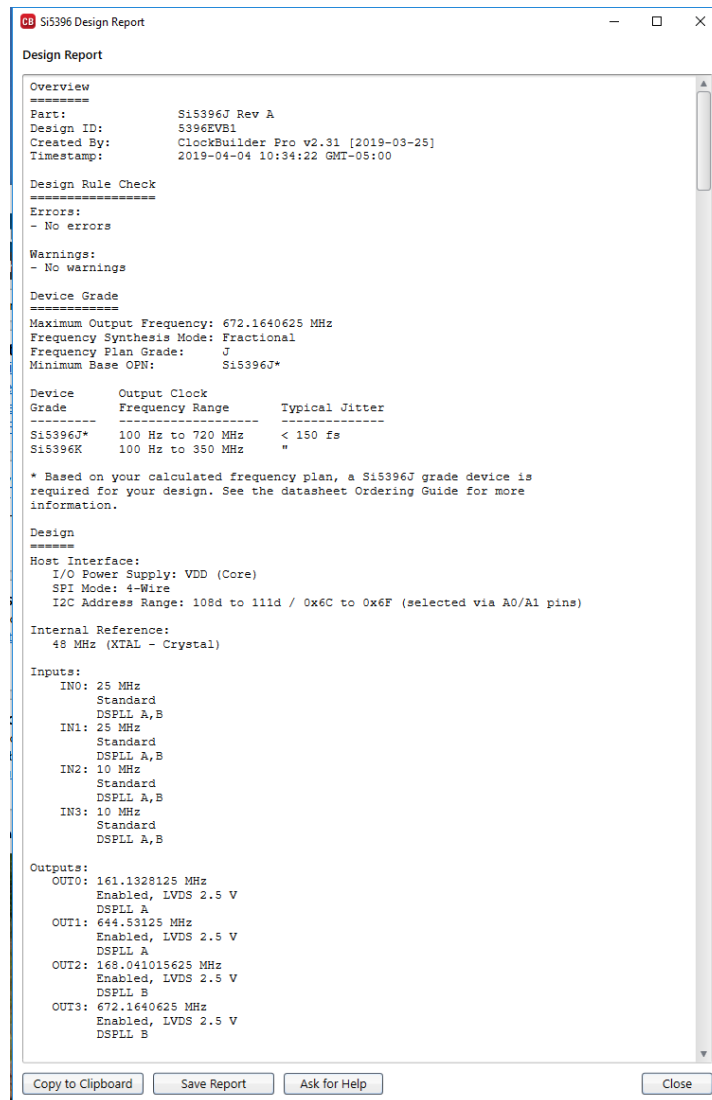 CB Si5396 Design Report
Design Report
Overview
========
Part: Si5396J Rev A
Design ID: 5396EVB1
Created By: ClockBuilder Pro v2.31 [2019-03-25]
Timestamp: 2019-04-04 10:34:22 GMT-05:00
Design Rule Check
=================
Errors:
- No errors
Warnings:
- No warnings
Device Grade
============
Maximum Output Frequency: 672.1640625 MHz
Frequency Synthesis Mode: Fractional
Frequency Plan Grade: J
Minimum Base OPN: Si5396J*
Device Output Clock
Grade Frequency Range Typical Jitter
--------- ------------------- --------------
Si5396J* 100 Hz to 720 MHz < 150 fs
Si5396K 100 Hz to 350 MHz "
* Based on your calculated frequency plan, a Si5396J grade device is
required for your design. See the datasheet Ordering Guide for more
information.
Design
======
Host Interface:
I/O Power Supply: VDD (Core)
SPI Mode: 4-Wire
I2C Address Range: 108d to 111d / 0x6C to 0x6F (selected via A0/A1 pins)
Internal Reference:
48 MHz (XTAL - Crystal)
Inputs:
IN0: 25 MHz
Standard
DSPLL A,B
IN1: 25 MHz
Standard
DSPLL A,B
IN2: 10 MHz
Standard
DSPLL A,B
IN3: 10 MHz
Standard
DSPLL A,B
Outputs:
OUT0: 161.1328125 MHz
Enabled, LVDS 2.5 V
DSPLL A
OUT1: 644.53125 MHz
Enabled, LVDS 2.5 V
DSPLL A
OUT2: 168.041015625 MHz
Enabled, LVDS 2.5 V
DSPLL B
OUT3: 672.1640625 MHz
Enabled, LVDS 2.5 V
DSPLL B
Copy to Clipboard Save Report Ask for Help Close